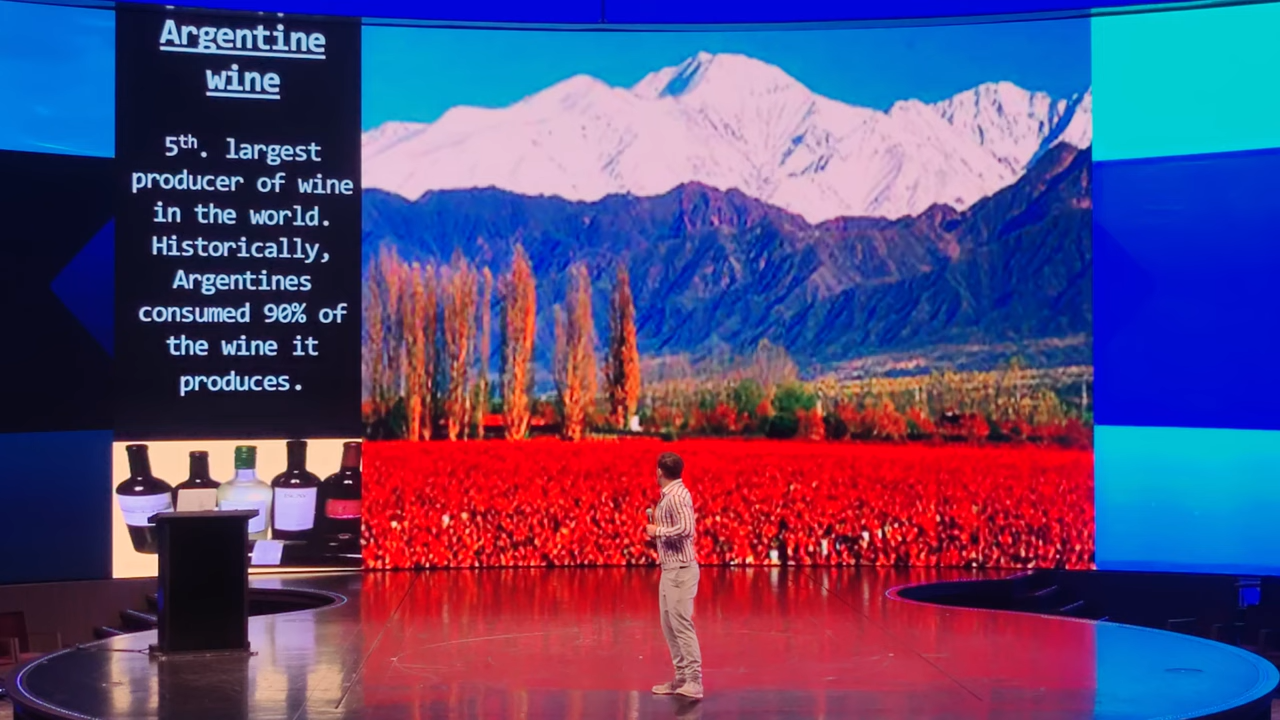 Argentine
wine
5th. largest
producer of wine
in the world.
Historically,
Argentines
consumed 90% of
the wine it
produces.